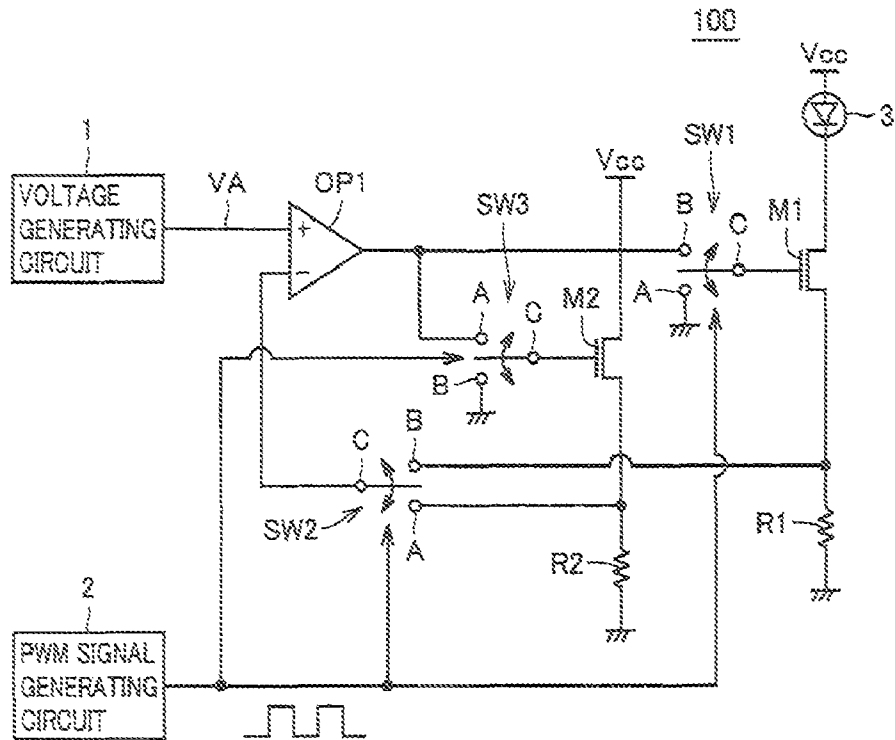 100
Vcc
3
1
SW1
VOLTAGE
GENERATING
CIRCUIT
VA
OP1
Vcc
+
−
SW3
B
C
M1
A
A
C
M2
B
C
B
SW2
A
R2
R1
2
PWM SIGNAL
GENERATING
CIRCUIT